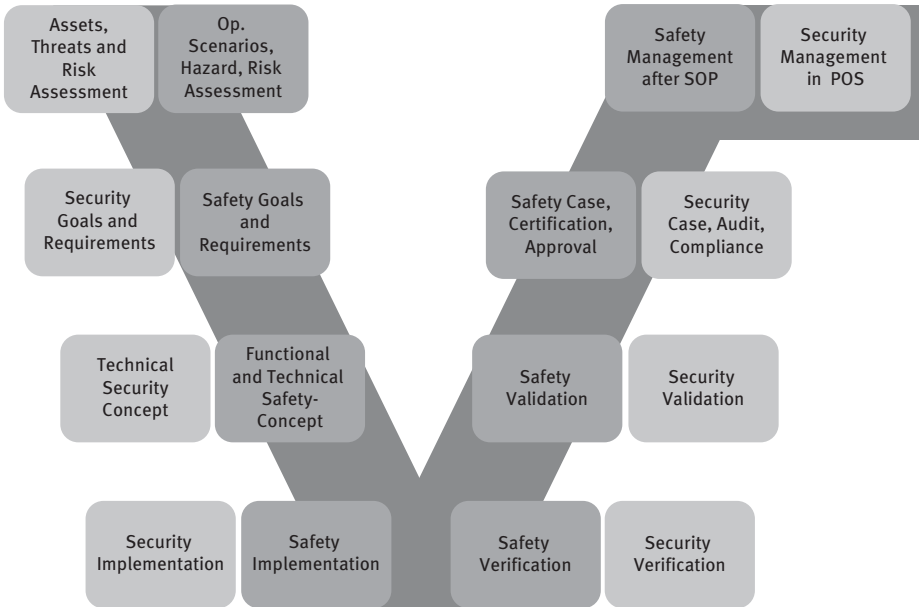 Assets,
Threats and
Risk
Assessment
Op.
Scenarios,
Hazard, Risk
Assessment
Safety
Management
after SOP
Security
Management
in POS
Security
Goals and
Requirements
Safety Goals
and
Requirements
Safety Case,
Certification,
Approval
Security
Case, Audit,
Compliance
Technical
Security
Concept
Functional
and Technical
Safety-
Concept
Safety
Validation
Security
Validation
Security
Implementation
Safety
Implementation
Safety
Verification
Security
Verification